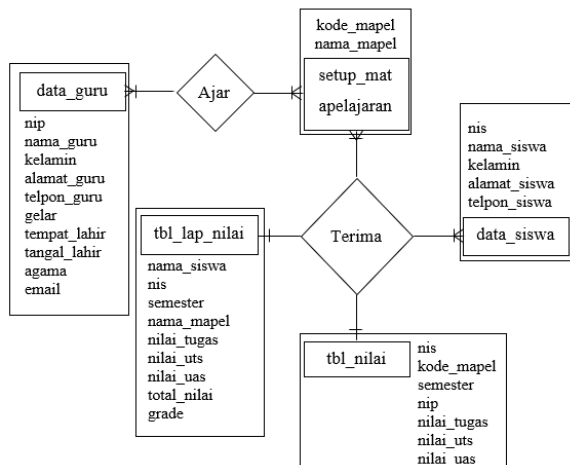 kode_mapel
nama_mapel
setup_mat
apelajaran
data_guru
nip
nama_guru
kelamin
alamat_guru
telpon_guru
gelar
tempat_lahir
tangal_lahir
agama
email
Ajar
nis
nama_siswa
kelamin
alamat_siswa
telpon_siswa
data_siswa
tbl_lap_nilai
nama_siswa
nis
semester
nama_mapel
nilai_tugas
nilai_uts
nilai_uas
total_nilai
grade
Terima
tbl_nilai
nis
kode_mapel
semester
nip
nilai_tugas
nilai_uts
nilai_uas